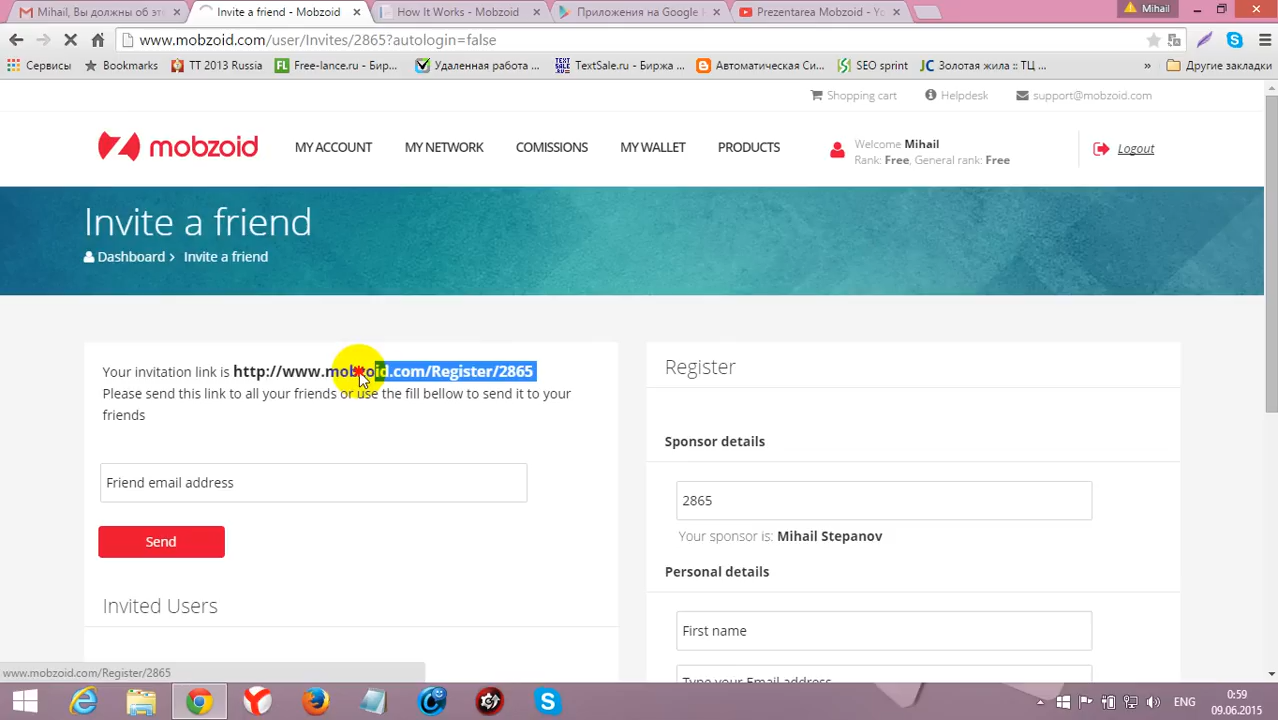 Mihail, Вы должны об эт
Invite a friend - Mobzoid
How It Works - Mobzoid
Приложения на Google
Prezentarea Mobzoid - Yo
Mihail
www.mobzoid.com/user/Invites/2865?autologin=false
Сервисы
Bookmarks
TT 2013 Russia
Free-lance.ru - Бир...
Удаленная работа ...
TextSale.ru - Биржа ...
Автоматическая Си...
SEO sprint
Золотая жила :: ТЦ ...
»
Другие закладки
Shopping cart
Helpdesk
support@mobzoid.com
mobzoid
MY ACCOUNT
MY NETWORK
COMISSIONS
MY WALLET
PRODUCTS
Welcome Mihail
Rank: Free, General rank: Free
Logout
Invite a friend
Dashboard > Invite a friend
Your invitation link is http://www.mobzoid.com/Register/2865
Please send this link to all your friends or use the fill bellow to send it to your
friends
Friend email address
Send
Invited Users
Register
Sponsor details
2865
Your sponsor is: Mihail Stepanov
Personal details
First name
Type your Email address
www.mobzoid.com/Register/2865
ENG
0:59
09.06.2015